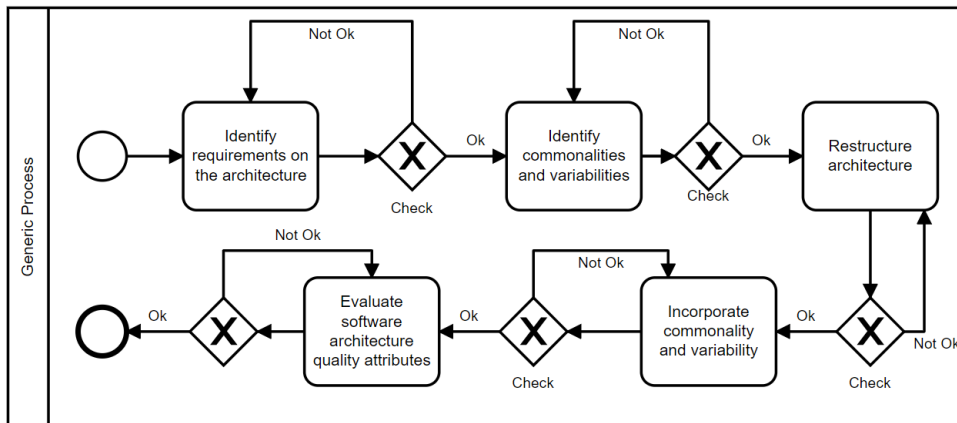 Generic Process
Not Ok
Not Ok
Identify
requirements on
the architecture
Ok
Check
Identify
commonalities
and variabilities
Ok
Check
Restructure
architecture
Not Ok
Ok
Check
Incorporate
commonality
and variability
Not Ok
Ok
Check
Evaluate
software
architecture
quality attributes
Not Ok
Ok